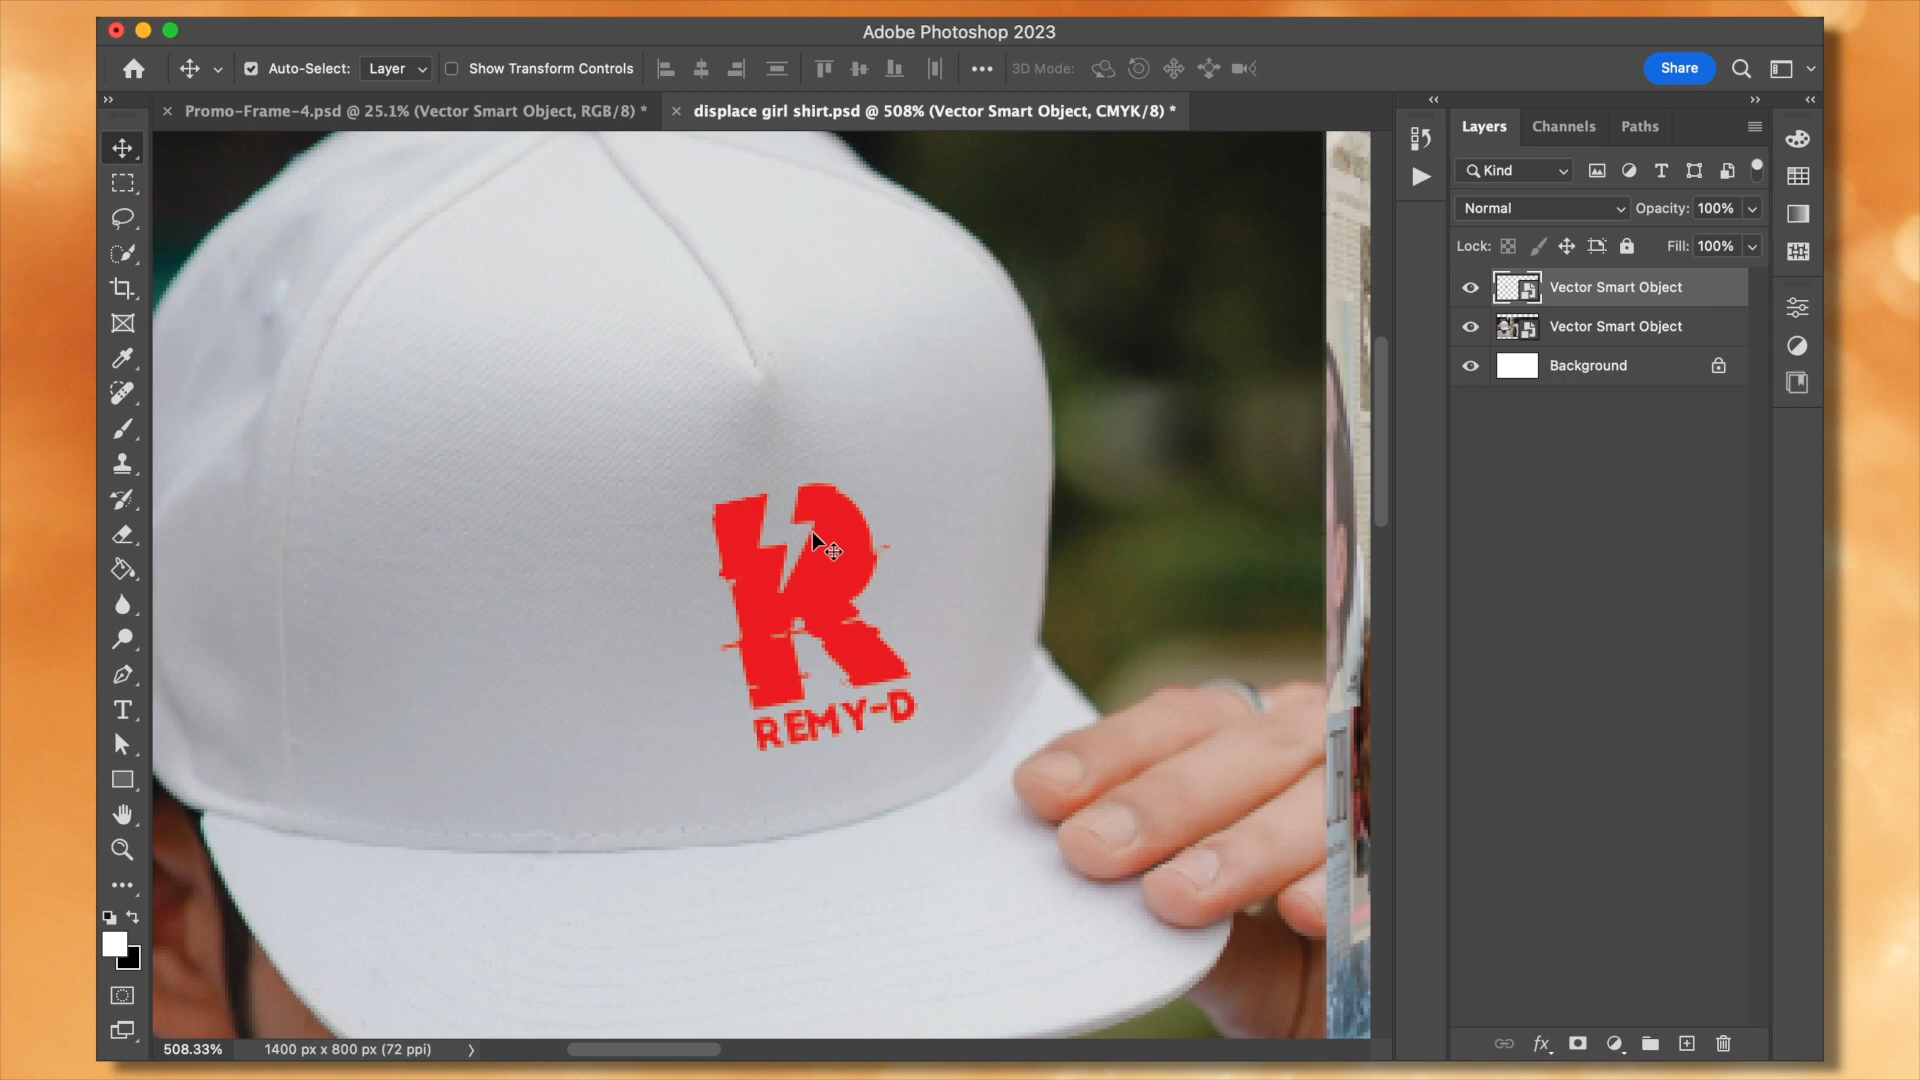 Adobe Photoshop 2023
Auto-Select: Layer Show Transform Controls 3D Mode: Share
Promo-Frame-4.psd @ 25.1% (Vector Smart Object, RGB/8) *
displace girl shirt.psd @ 508% (Vector Smart Object, CMYK/8) *
Layers Channels Paths
Kind
Normal Opacity: 100%
Lock: Fill: 100%
Vector Smart Object
Vector Smart Object
Background
R
REMY-D
508.33% 1400 px x 800 px (72 ppi)